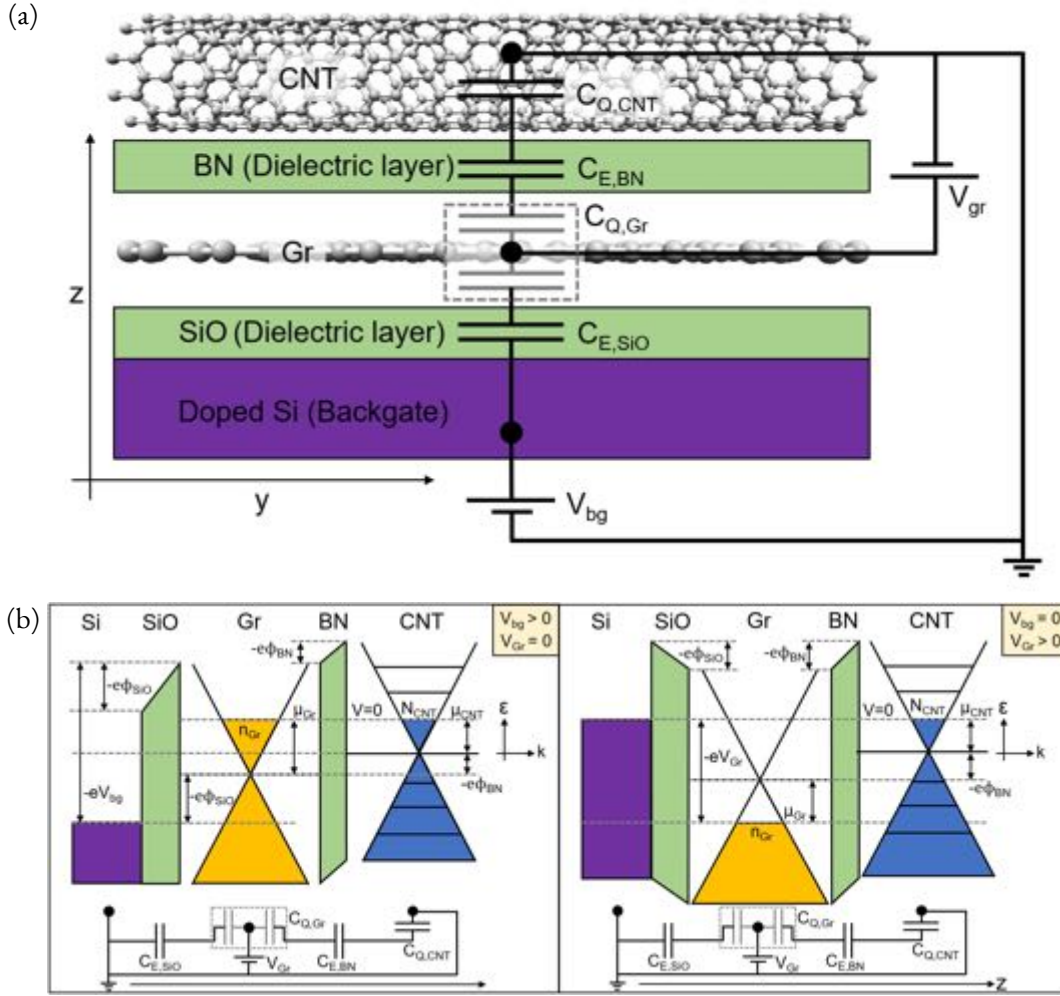 (a)
CNT
C_Q,CNT
BN (Dielectric layer)
C_E,BN
C_Q,Gr
V_gr
Gr
z
SiO (Dielectric layer)
C_E,SiO
Doped Si (Backgate)
y
V_bg
(b)
Si SiO Gr BN CNT
V_bg > 0
V_Gr = 0
-eϕ_BN
-eϕ_SiO
n_Gr
μ_Gr
V=0
N_CNT
μ_CNT
ε
k
-eV_bg
-eϕ_SiO
-eϕ_BN
C_Q,Gr
C_E,SiO
V_Gr
C_E,BN
C_Q,CNT
Si SiO Gr BN CNT
V_bg = 0
V_Gr > 0
-eϕ_SiO
-eϕ_BN
V=0
N_CNT
μ_CNT
ε
k
-eV_Gr
-eϕ_BN
μ_Gr
n_Gr
C_Q,Gr
C_E,SiO
V_Gr
C_E,BN
C_Q,CNT
z